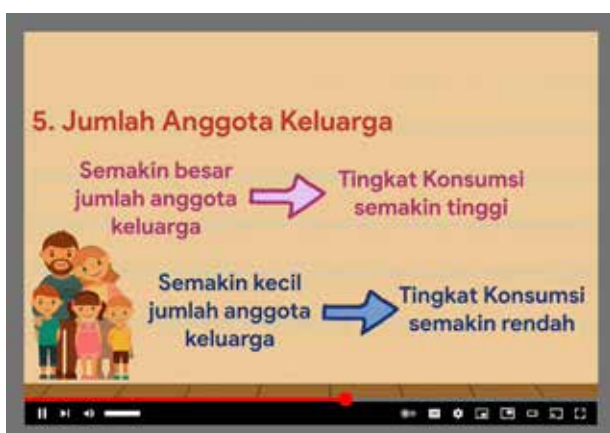 5. Jumlah Anggota Keluarga
Semakin besar
jumlah anggota
keluarga
Tingkat Konsumsi
semakin tinggi
Semakin kecil
jumlah anggota
keluarga
Tingkat Konsumsi
semakin rendah